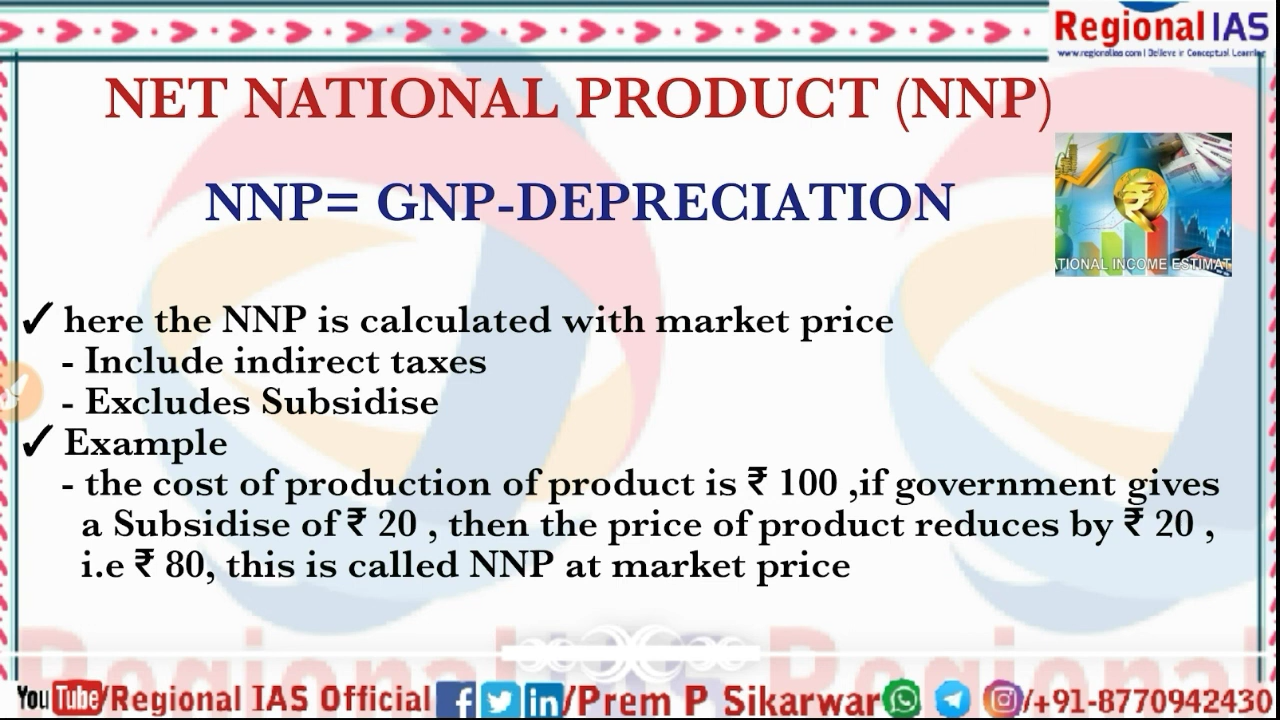 Regional IAS
www.regionalias.com | Believe in Conceptual Learning
NET NATIONAL PRODUCT (NNP)
NNP= GNP-DEPRECIATION
TIONAL INCOME ESTIMAT
✓ here the NNP is calculated with market price
- Include indirect taxes
- Excludes Subsidise
✓ Example
- the cost of production of product is ₹ 100 ,if government gives
a Subsidise of ₹ 20 , then the price of product reduces by ₹ 20 ,
i.e ₹ 80, this is called NNP at market price
Regional
Regional
YouTube/Regional IAS Official f in/Prem P Sikarwar /+91-8770942430